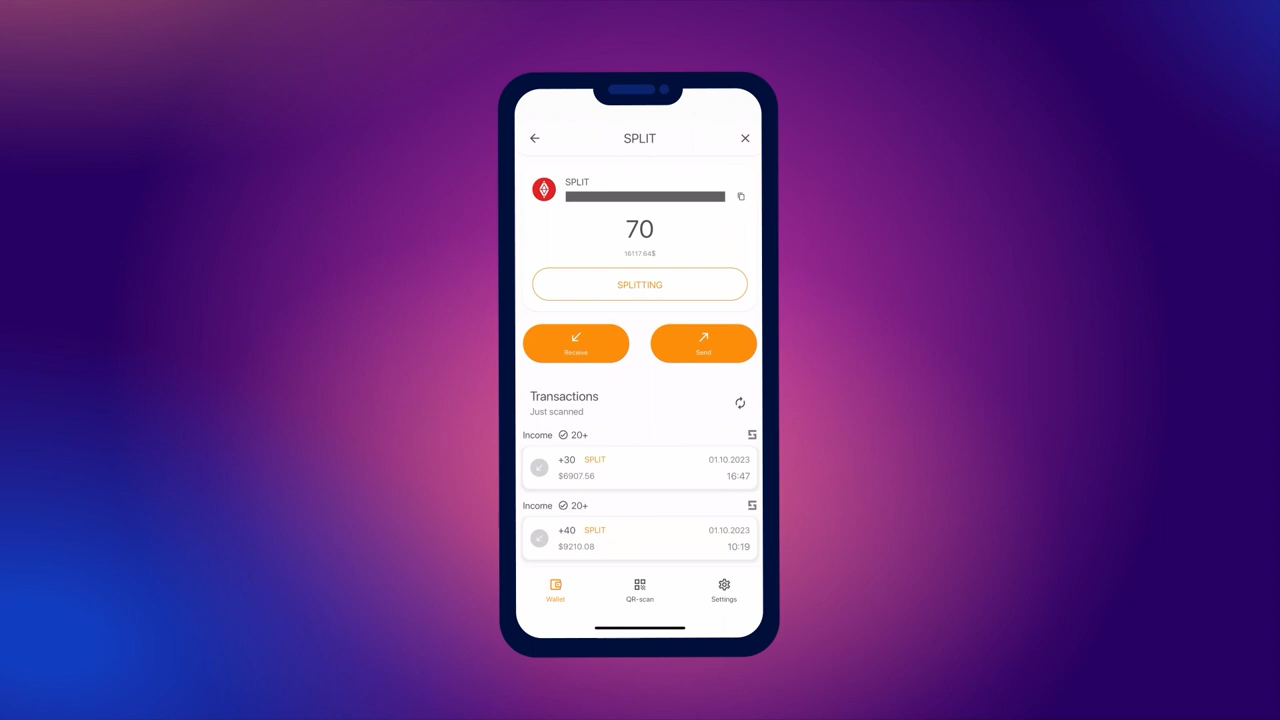 SPLIT
SPLIT
70
16117.64$
SPLITTING
Receive
Send
Transactions
Just scanned
Income 20+
+30 SPLIT 01.10.2023
$6907.56 16:47
Income 20+
+40 SPLIT 01.10.2023
$9210.08 10:19
Wallet QR-scan Settings